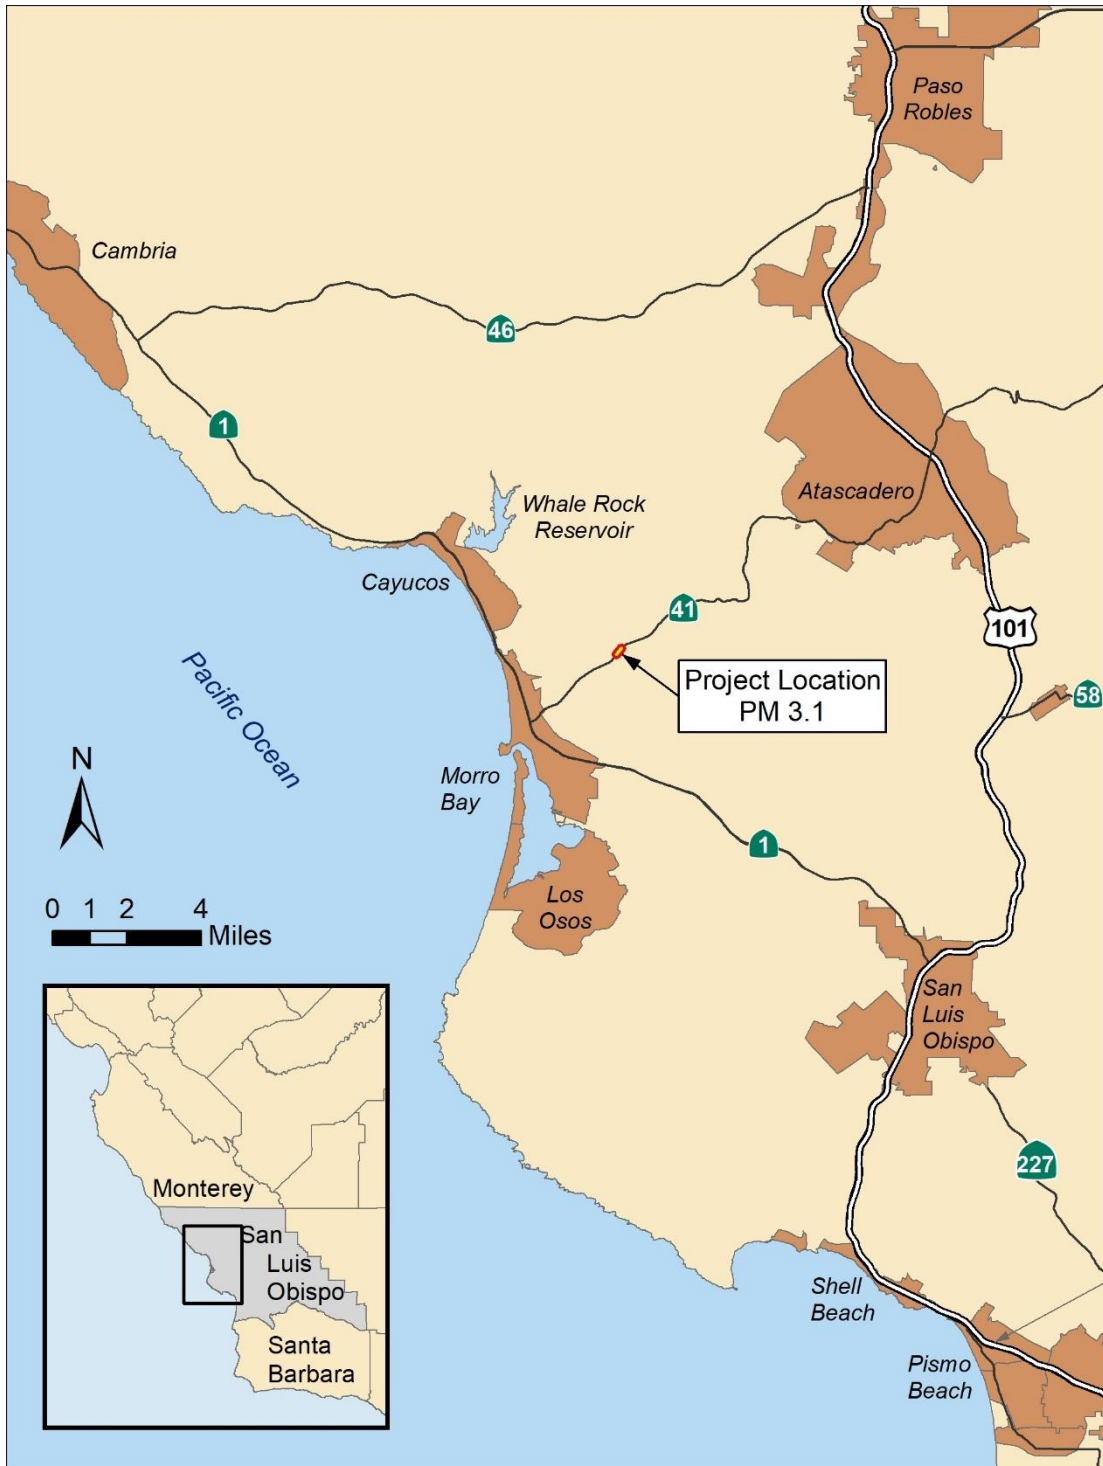 Paso
Robles
Cambria
46
1
Whale Rock
Reservoir
Atascadero
Cayucos
41
101
Project Location
PM 3.1
58
Pacific Ocean
N
Morro
Bay
1
0 1 2 4
Miles
Los
Osos
San
Luis
Obispo
227
Monterey
San
Luis
Obispo
Santa
Barbara
Shell
Beach
Pismo
Beach